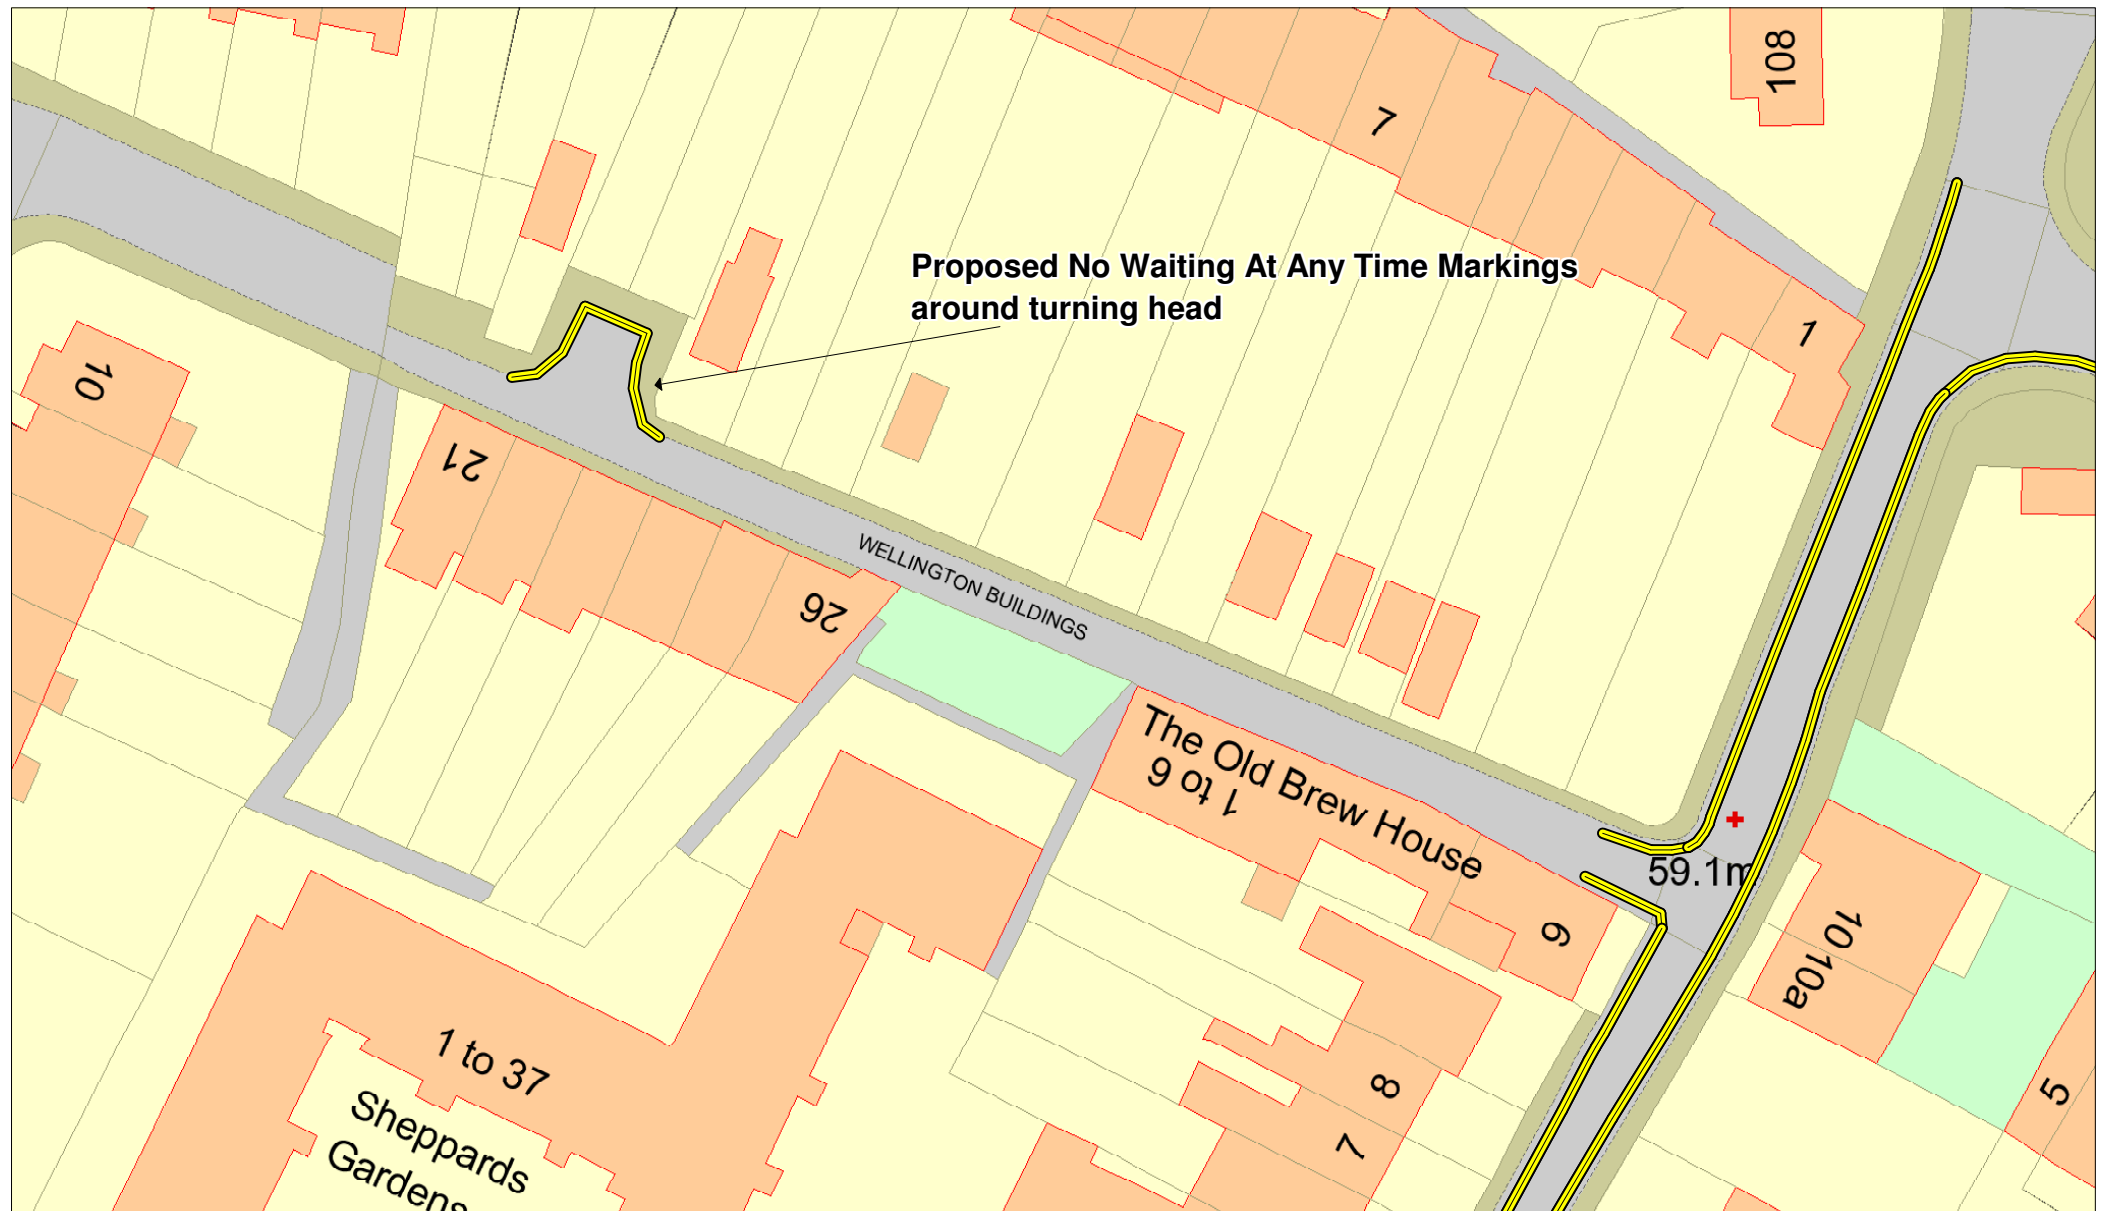 108
7
Proposed No Waiting At Any Time Markings
around turning head
1
10
21
WELLINGTON BUILDINGS
26
The Old Brew House
1 to 6
59.1m
6
10
10a
1 to 37
8
5
7
Sheppards
Gardens